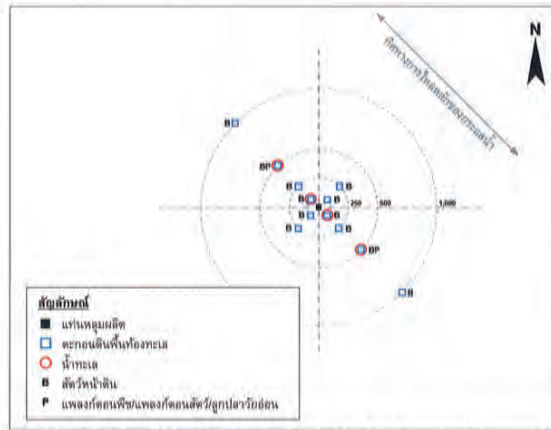 N
ทิศทางการไหลหลักของกระแสน้ำ
B
BP
B B
B B
250 500 1,000
B B
B B
BP
B
สัญลักษณ์
แท่นหลุมผลิต
ตะกอนดินพื้นท้องทะเล
น้ำทะเล
B สัตว์หน้าดิน
P แพลงก์ตอนพืช/แพลงก์ตอนสัตว์/ลูกปลาวัยอ่อน